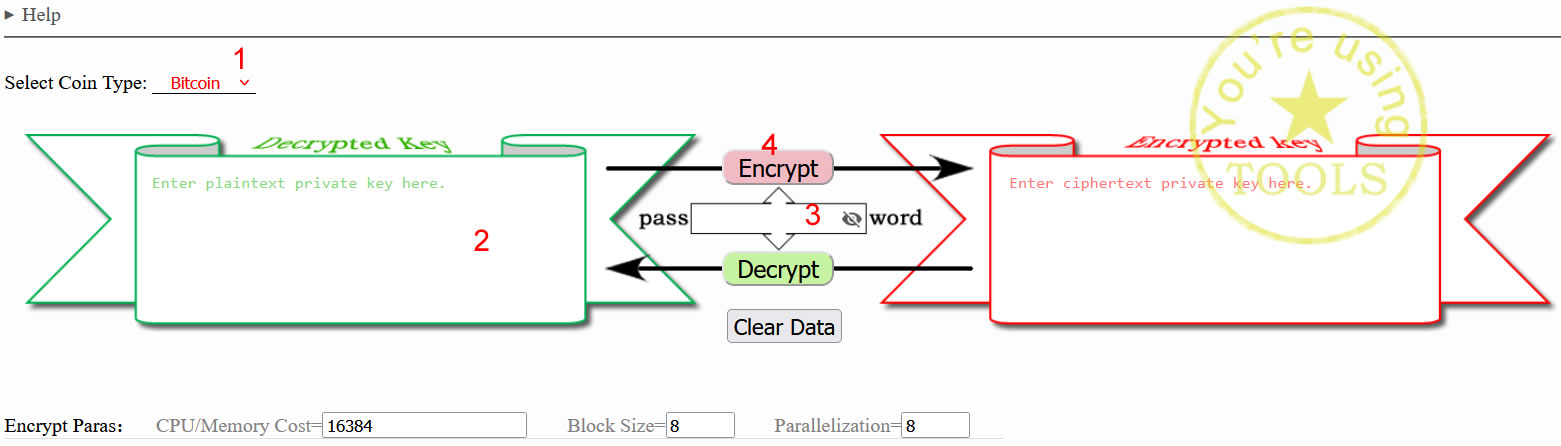 ▸ Help
1
Select Coin Type: Bitcoin
You're using
TOOLS
Decrypted Key
Enter plaintext private key here.
2
4
Encrypt
pass 3 word
Decrypt
Clear Data
Encrypted key
Enter ciphertext private key here.
Encrypt Paras: CPU/Memory Cost=16384 Block Size=8 Parallelization=8